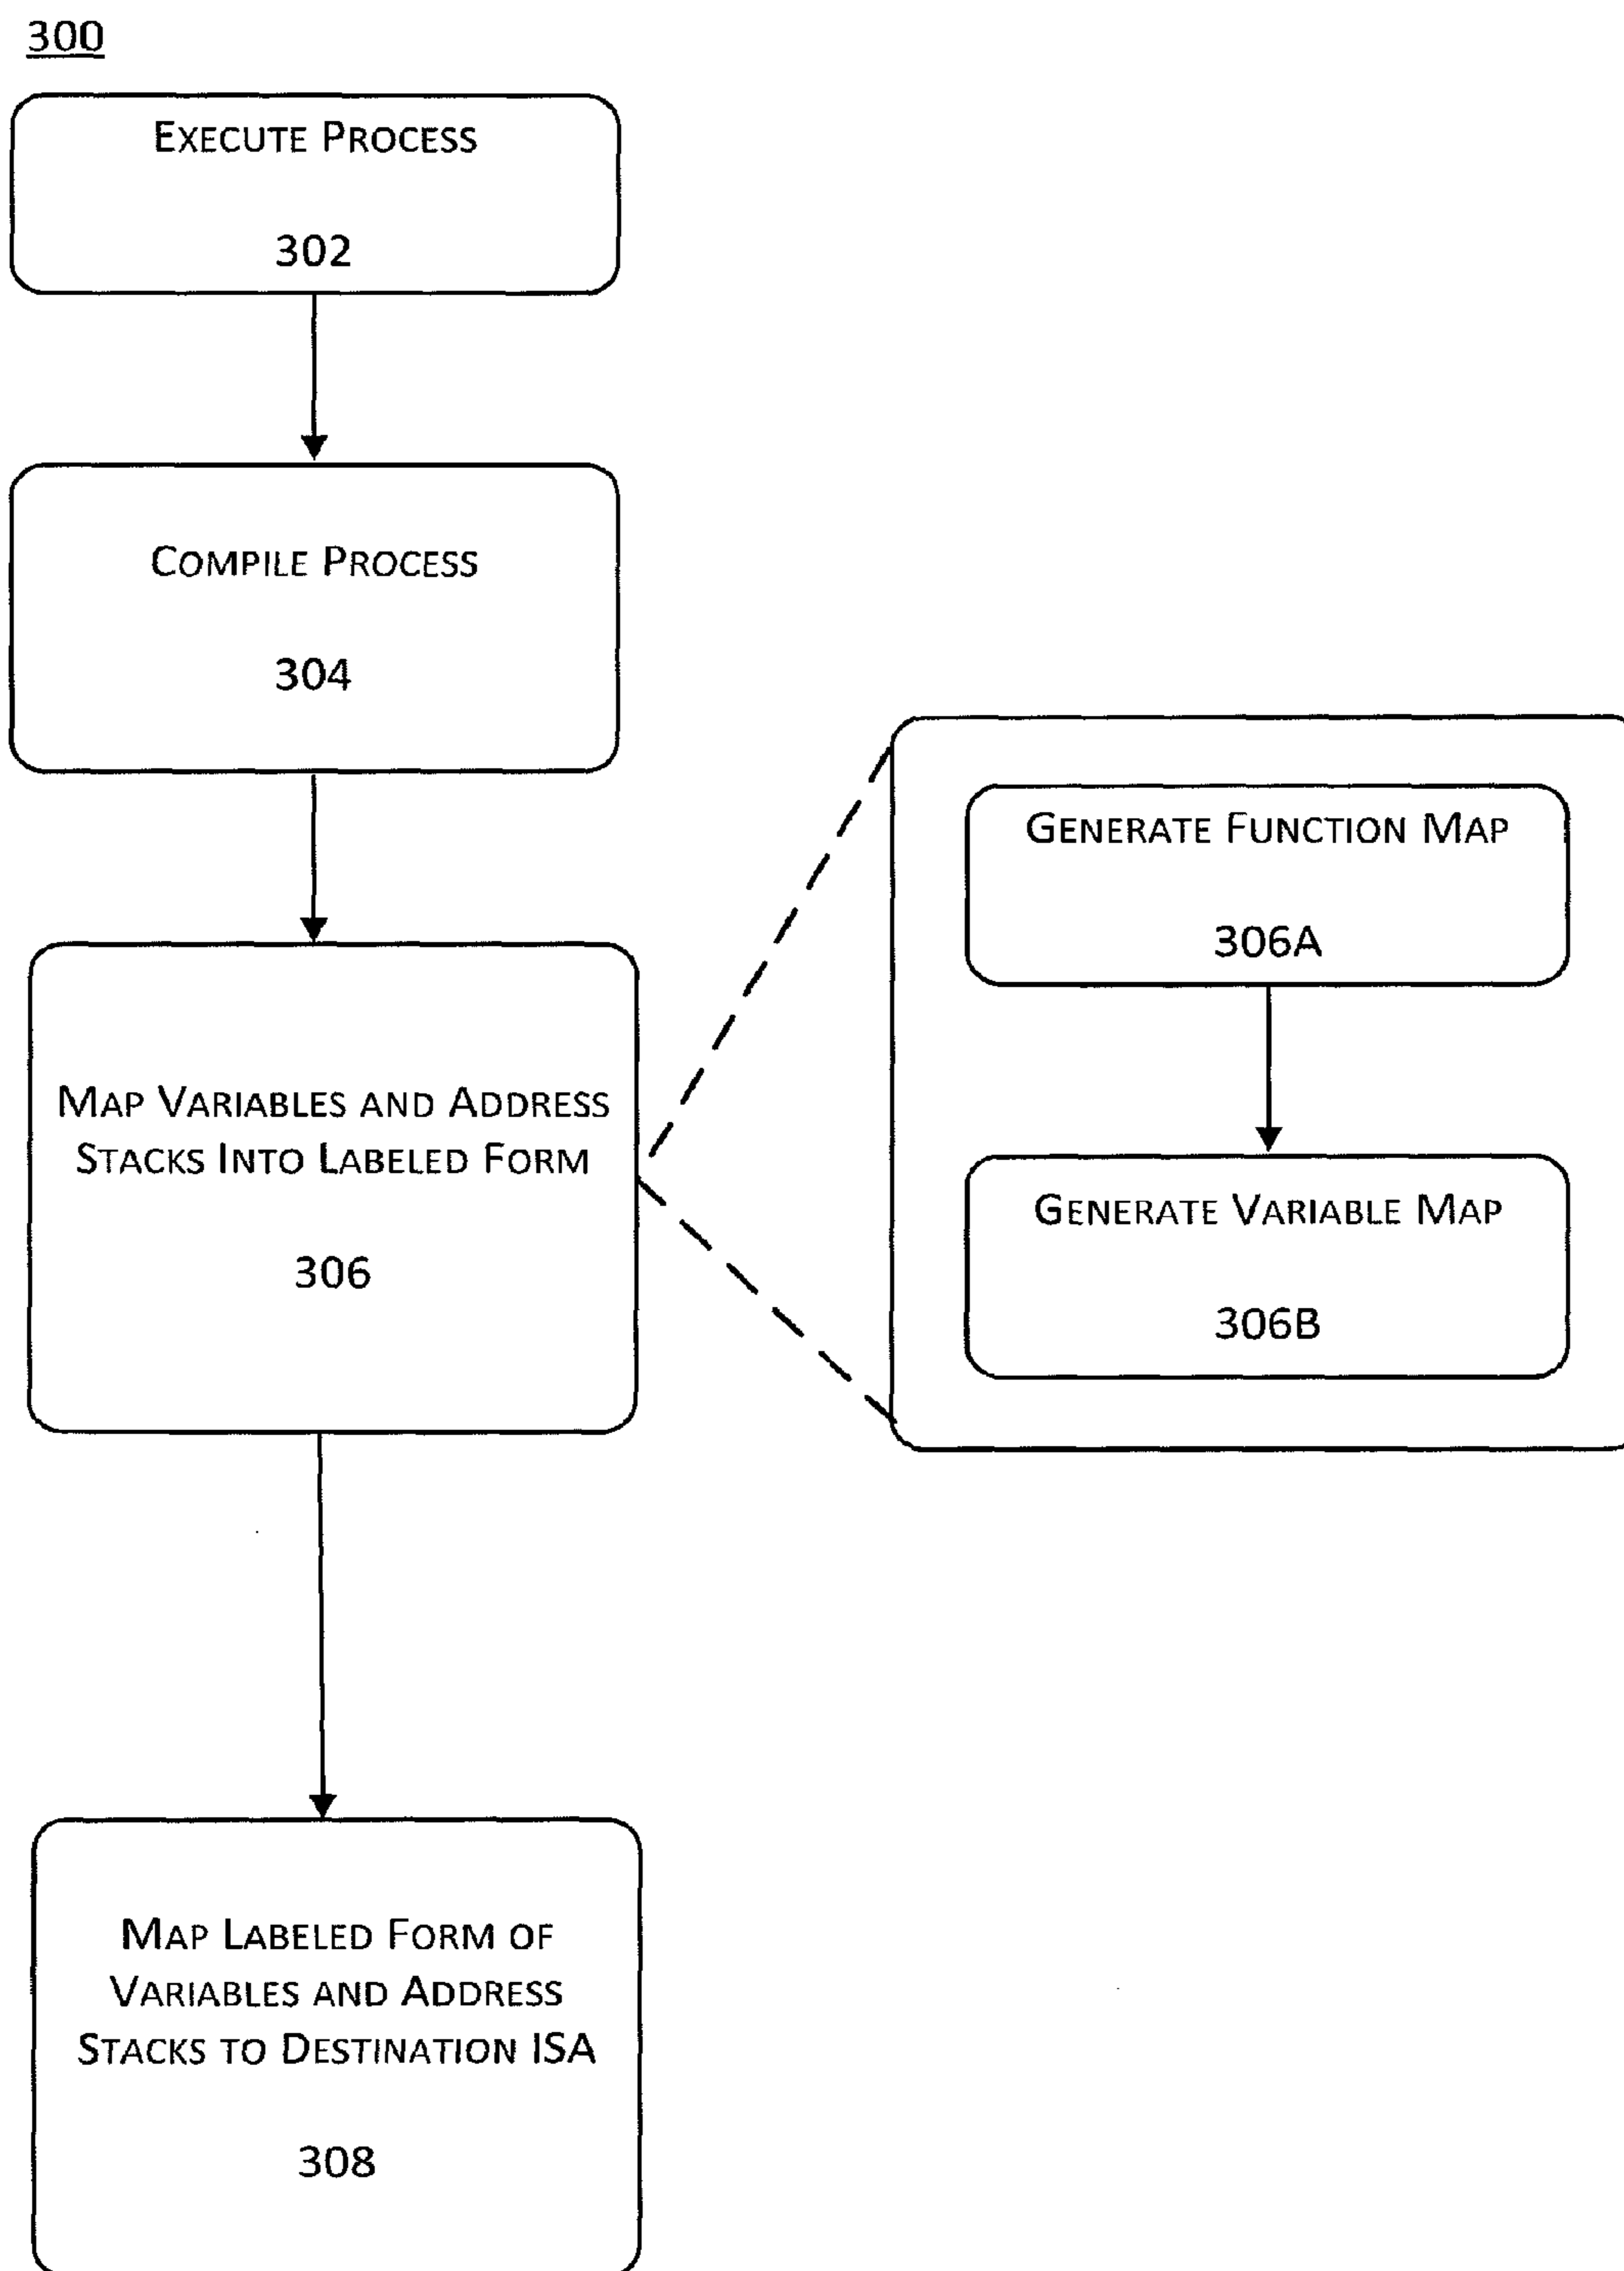 300
EXECUTE PROCESS
302
COMPILE PROCESS
304
MAP VARIABLES AND ADDRESS
STACKS INTO LABELED FORM
306
GENERATE FUNCTION MAP
306A
GENERATE VARIABLE MAP
306B
MAP LABELED FORM OF
VARIABLES AND ADDRESS
STACKS TO DESTINATION ISA
308